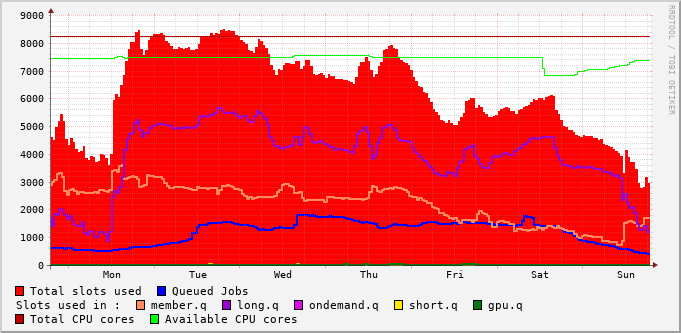 9000
8000
7000
6000
5000
4000
3000
2000
1000
0
Mon Tue Wed Thu Fri Sat Sun
RRDTOOL / TOBI OETIKER
Total slots used Queued Jobs
Slots used in : member.q long.q ondemand.q short.q gpu.q
Total CPU cores Available CPU cores